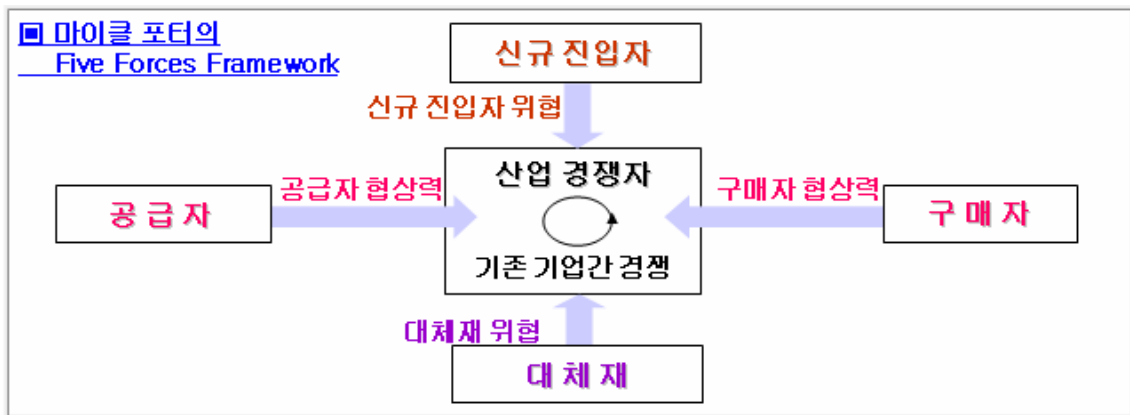 ▣ 마이클 포터의
Five Forces Framework
신규 진입자
신규 진입자 위협
산업 경쟁자
공급자 협상력
구매자 협상력
공 급 자
구 매 자
기존 기업간 경쟁
대체재 위협
대 체 재